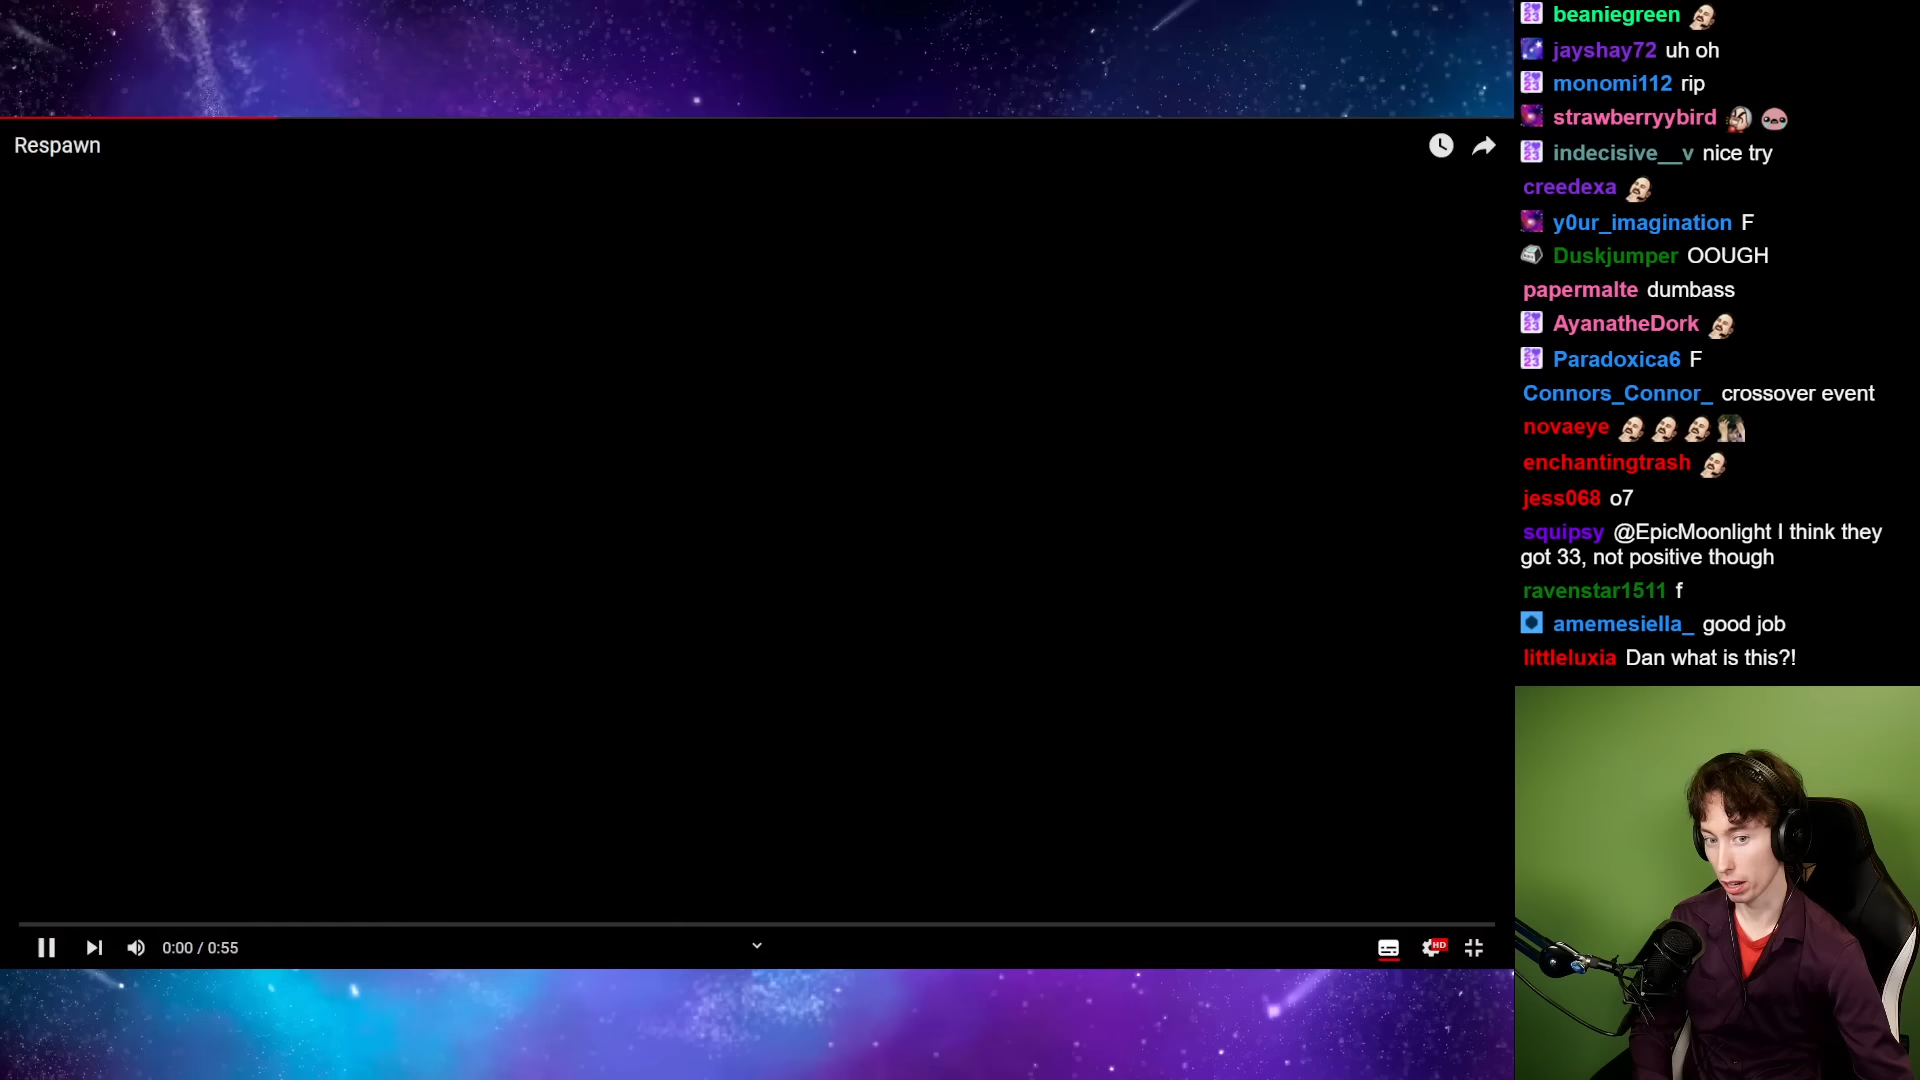 Respawn
0:00 / 0:55
HD
beaniegreen
jayshay72 uh oh
monomi112 rip
strawberryybird
indecisive__v nice try
creedexa
y0ur_imagination F
Duskjumper OOUGH
papermalte dumbass
AyanatheDork
Paradoxica6 F
Connors_Connor_ crossover event
novaeye
enchantingtrash
jess068 o7
squipsy @EpicMoonlight I think they
got 33, not positive though
ravenstar1511 f
amemesiella_ good job
littleluxia Dan what is this?!